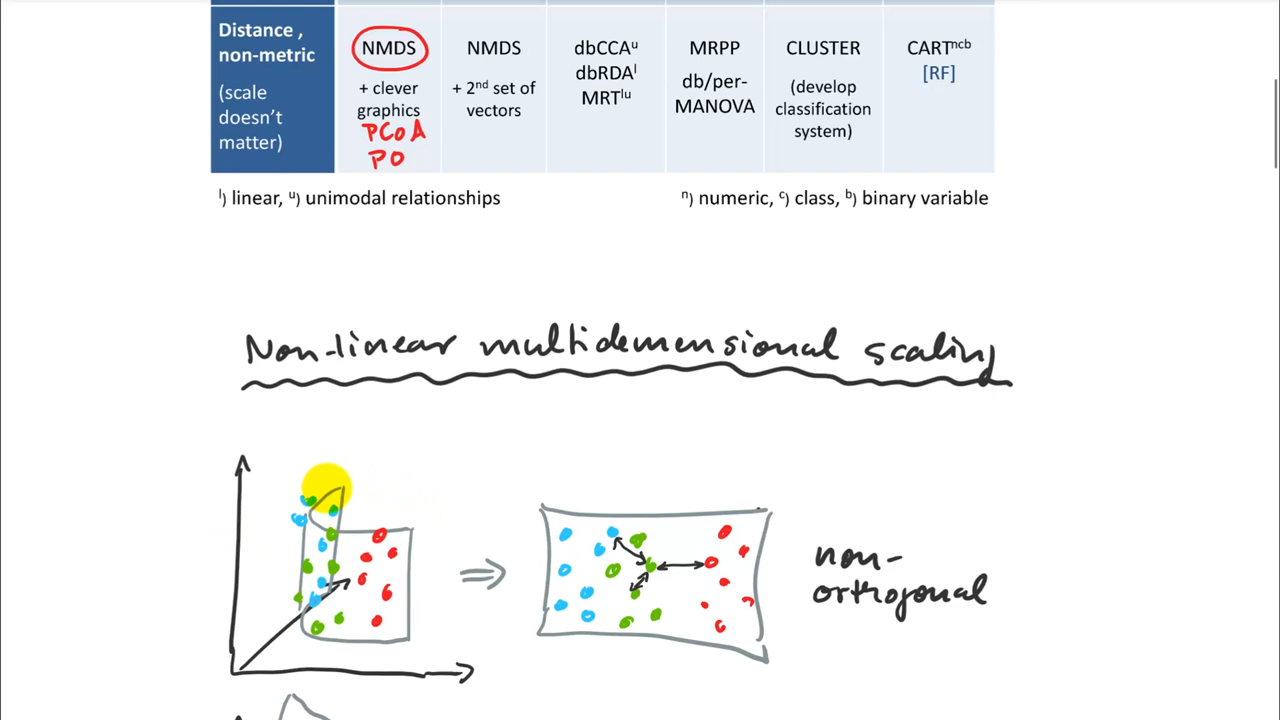 Distance , non-metric (scale doesn't matter)
NMDS + clever graphics PCoA PO
NMDS + 2nd set of vectors
dbCCAᵘ dbRDAˡ MRTˡᵘ
MRPP db/per-MANOVA
CLUSTER (develop classification system)
CARTⁿᶜᵇ [RF]
ˡ) linear, ᵘ) unimodal relationships
ⁿ) numeric, ᶜ) class, ᵇ) binary variable
Non-linear multidemensional scaling
non-
orthogonal